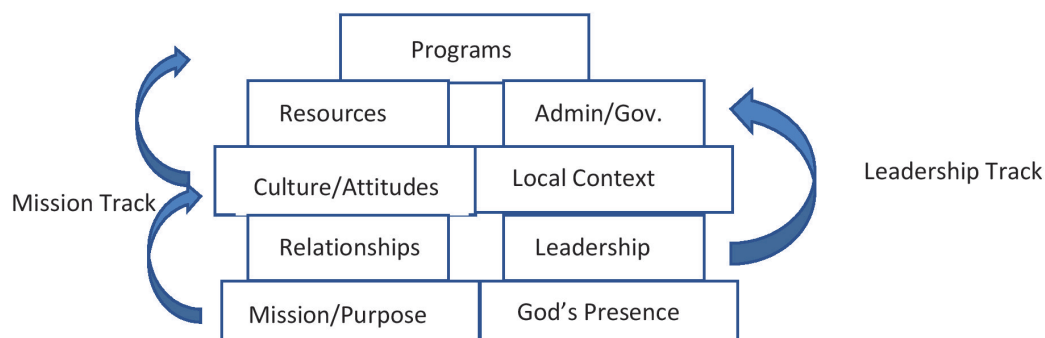 Programs
Resources
Admin/Gov.
Culture/Attitudes
Local Context
Leadership Track
Mission Track
Relationships
Leadership
Mission/Purpose
God’s Presence